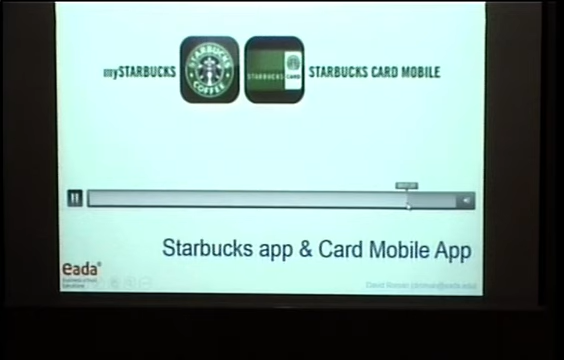 mySTARBUCKS
STARBUCKS
COFFEE
STARBUCKS CARD
STARBUCKS CARD MOBILE
Starbucks app & Card Mobile App
eada